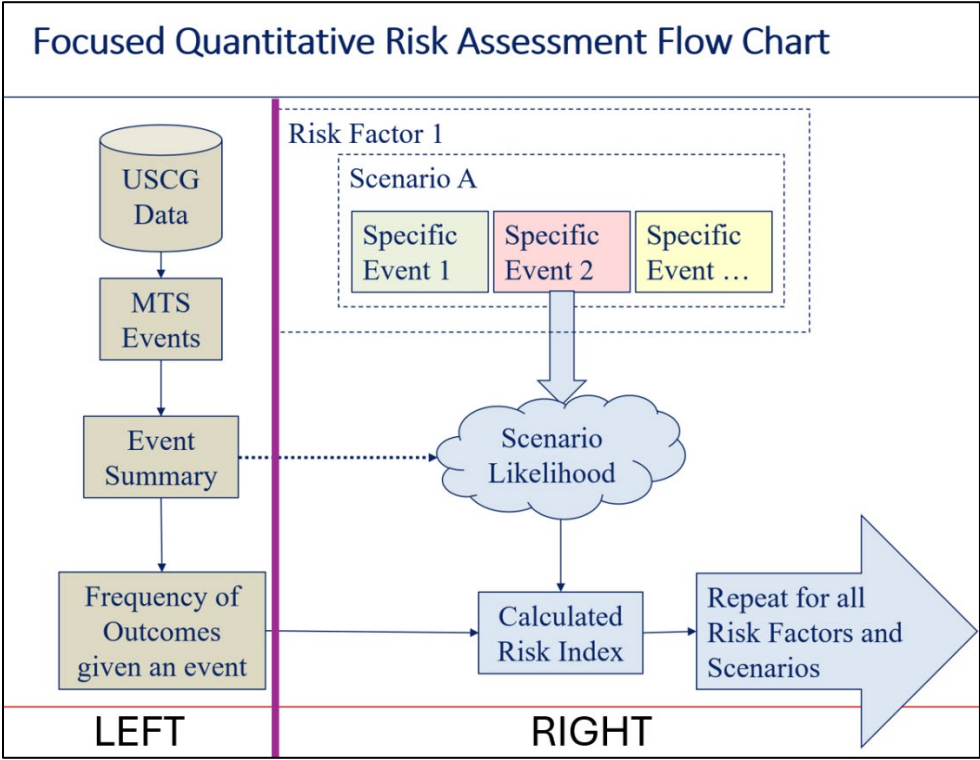 Focused Quantitative Risk Assessment Flow Chart
USCG
Data
MTS
Events
Event
Summary
Frequency of
Outcomes
given an event
LEFT
Risk Factor 1
Scenario A
Specific
Event 1
Specific
Event 2
Specific
Event …
Scenario
Likelihood
Calculated
Risk Index
Repeat for all
Risk Factors and
Scenarios
RIGHT